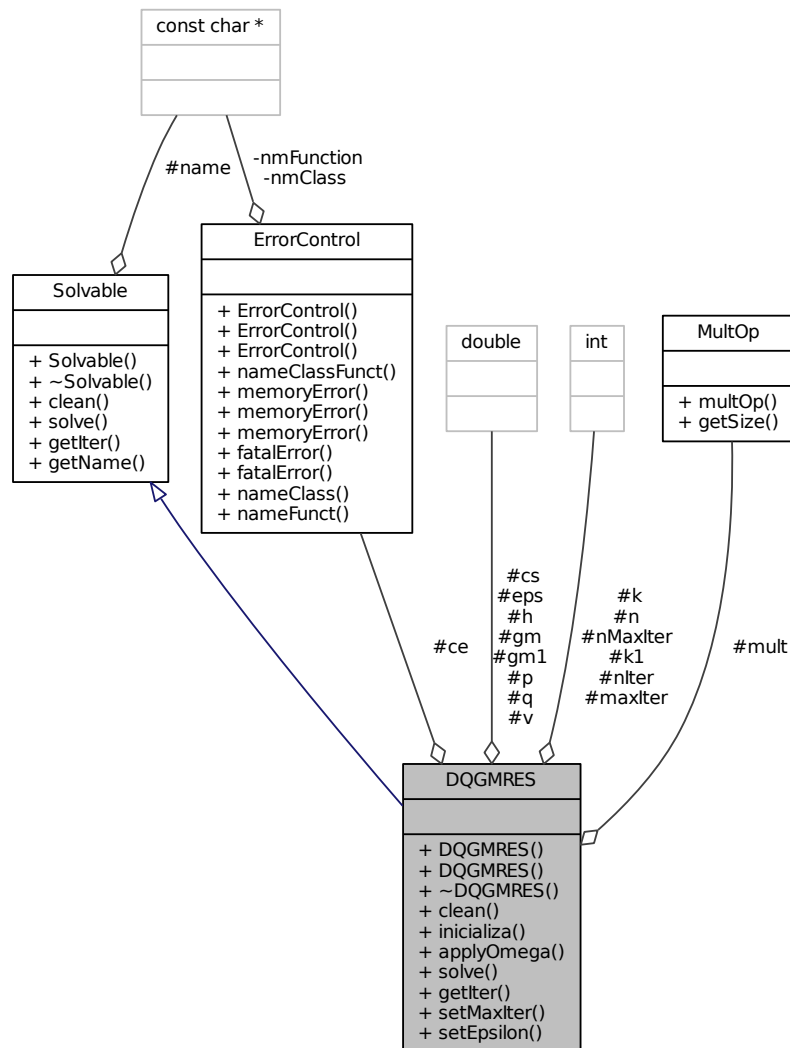 const char *
#name
-nmFunction
-nmClass
ErrorControl
+ ErrorControl()
+ ErrorControl()
+ ErrorControl()
+ nameClassFunct()
+ memoryError()
+ memoryError()
+ memoryError()
+ fatalError()
+ fatalError()
+ nameClass()
+ nameFunct()
Solvable
+ Solvable()
+ ~Solvable()
+ clean()
+ solve()
+ getIter()
+ getName()
double
int
MultOp
+ multOp()
+ getSize()
#ce
#cs
#eps
#h
#gm
#gm1
#p
#q
#v
#k
#n
#nMaxIter
#k1
#nIter
#maxIter
#mult
DQGMRES
+ DQGMRES()
+ DQGMRES()
+ ~DQGMRES()
+ clean()
+ inicializa()
+ applyOmega()
+ solve()
+ getIter()
+ setMaxIter()
+ setEpsilon()